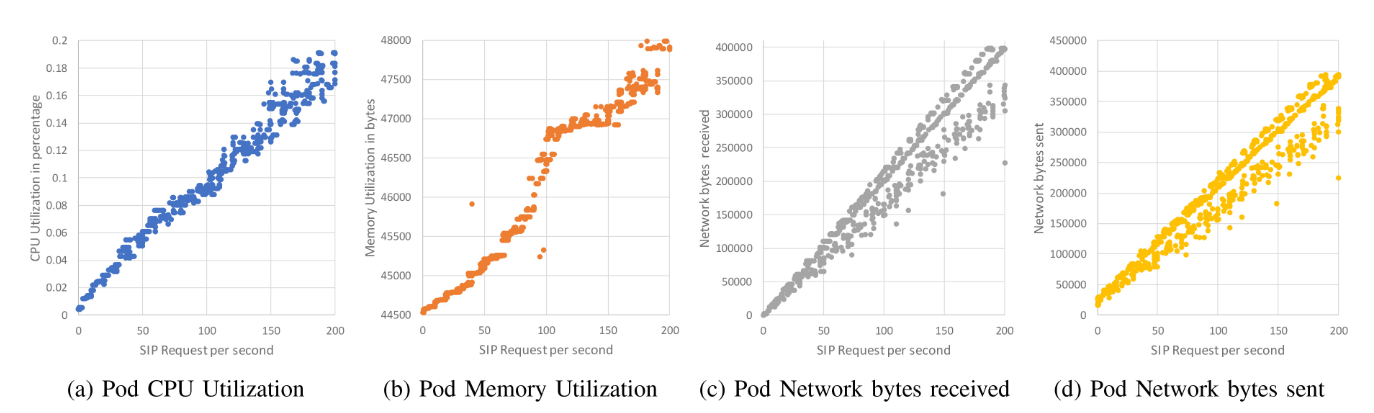 CPU Utilization in percentage
0.2
0.18
0.16
0.14
0.12
0.1
0.08
0.06
0.04
0.02
0
0 50 100 150 200
SIP Request per second
(a) Pod CPU Utilization
Memory Utilization in bytes
48000
47500
47000
46500
46000
45500
45000
44500
0 50 100 150 200
SIP Request per second
(b) Pod Memory Utilization
Network bytes received
400000
350000
300000
250000
200000
150000
100000
50000
0
0 50 100 150 200
SIP Request per second
(c) Pod Network bytes received
Network bytes sent
450000
400000
350000
300000
250000
200000
150000
100000
50000
0
0 50 100 150 200
SIP Request per second
(d) Pod Network bytes sent